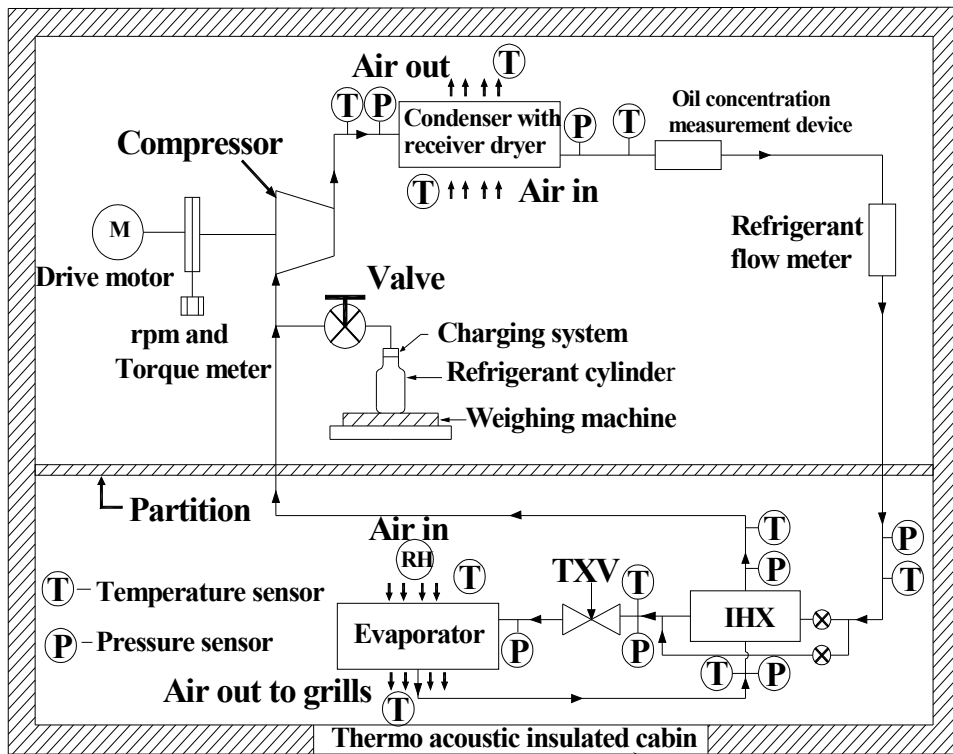 Air out
T
T
P
Condenser with
receiver dryer
P
T
Oil concentration
measurement device
Compressor
T
Air in
M
Drive motor
Refrigerant
flow meter
Valve
rpm and
Torque meter
Charging system
Refrigerant cylinder
Weighing machine
Partition
T
P
Air in
RH
T
TXV
T
P
T
T
Temperature sensor
Evaporator
IHX
P
Pressure sensor
P
P
T
P
Air out to grills
T
Thermo acoustic insulated cabin